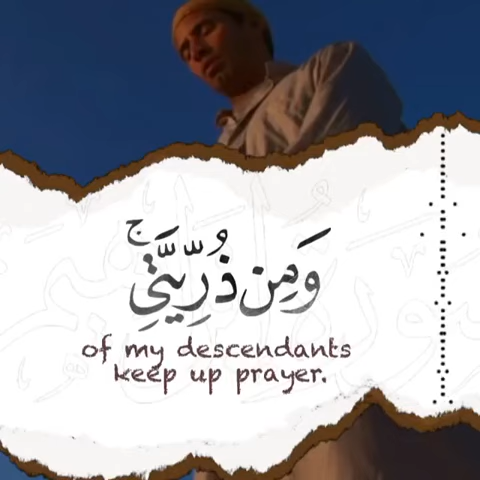 وَمِن ذُرِّيَّتِي ۚ
of my descendants
keep up prayer.